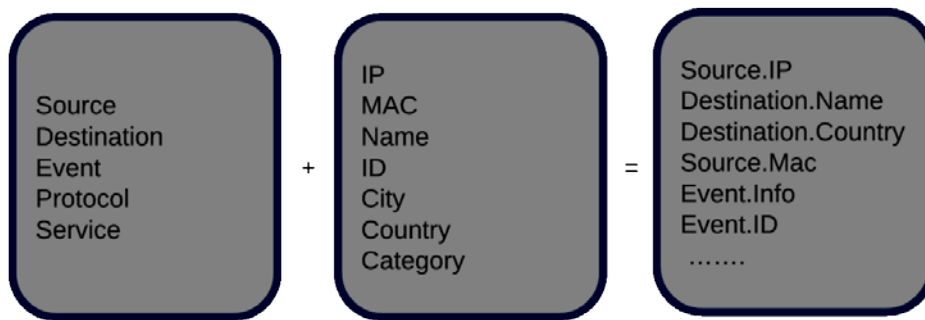 Source
Destination
Event
Protocol
Service
+
IP
MAC
Name
ID
City
Country
Category
=
Source.IP
Destination.Name
Destination.Country
Source.Mac
Event.Info
Event.ID
.......